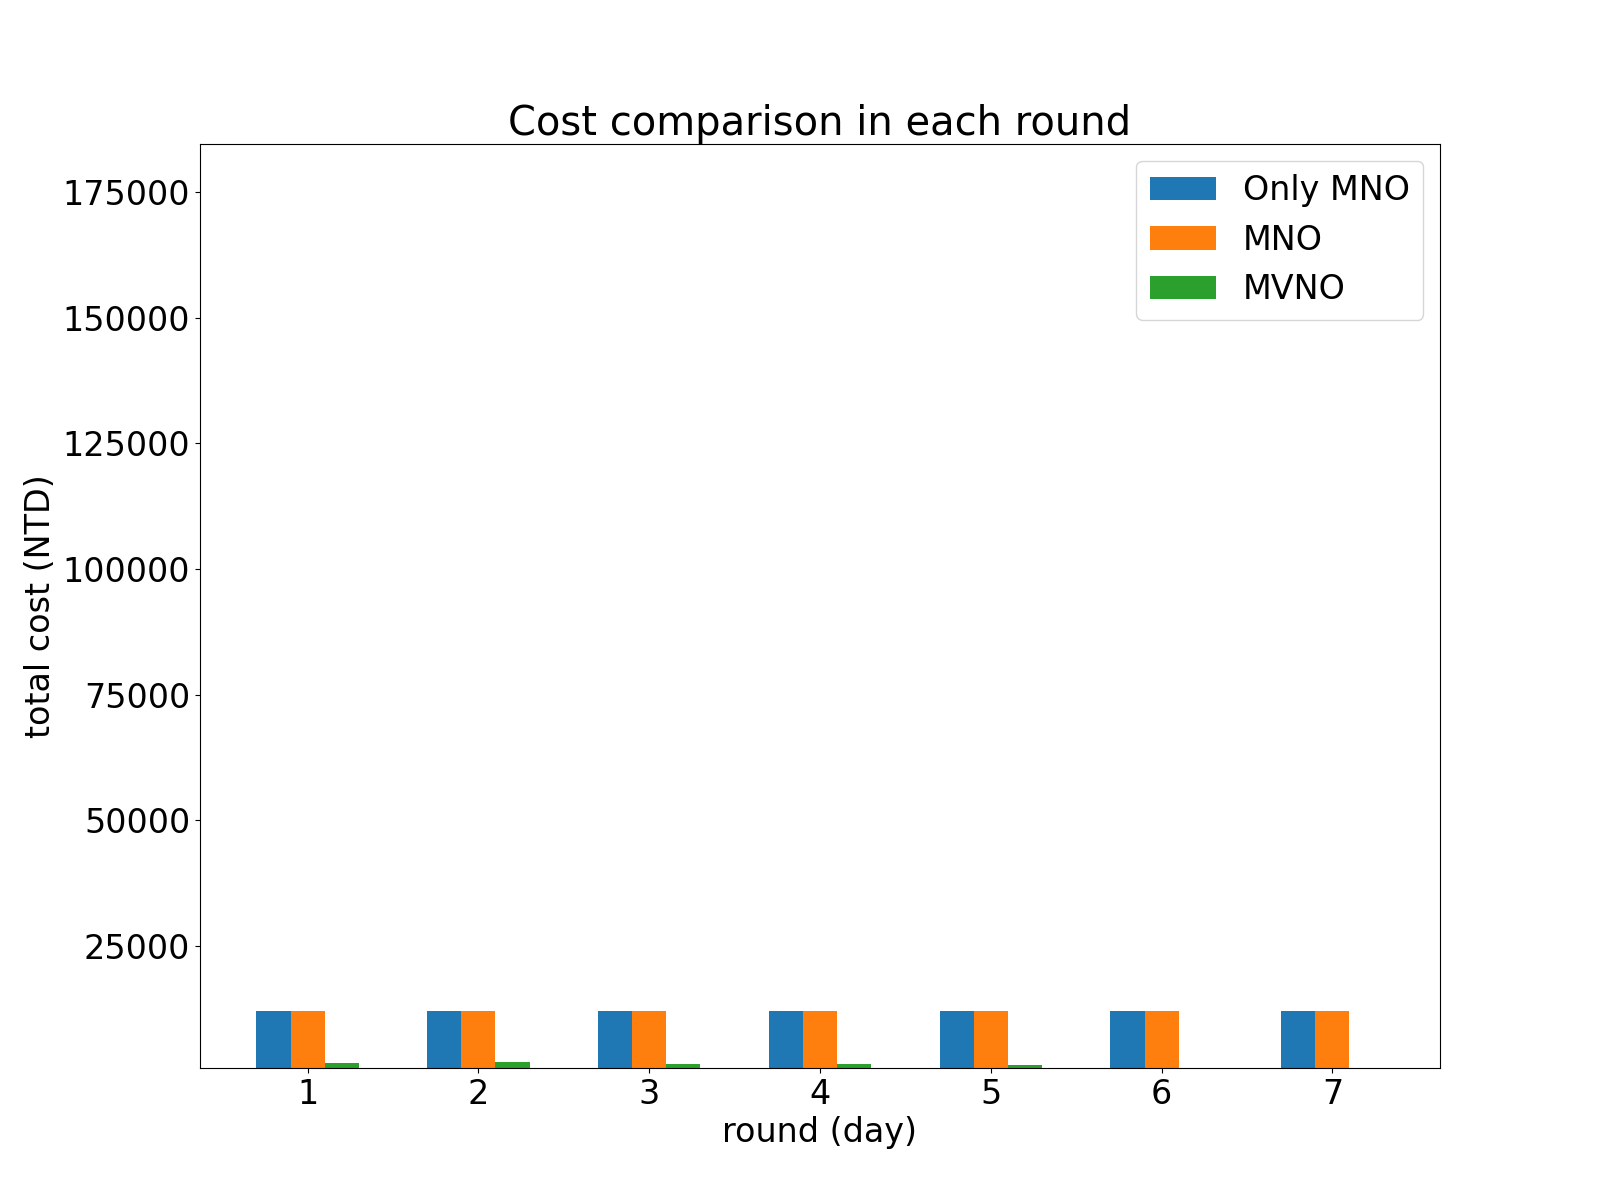 Cost comparison in each round
175000
150000
125000
100000
75000
50000
25000
total cost (NTD)
Only MNO
MNO
MVNO
1 2 3 4 5 6 7
round (day)